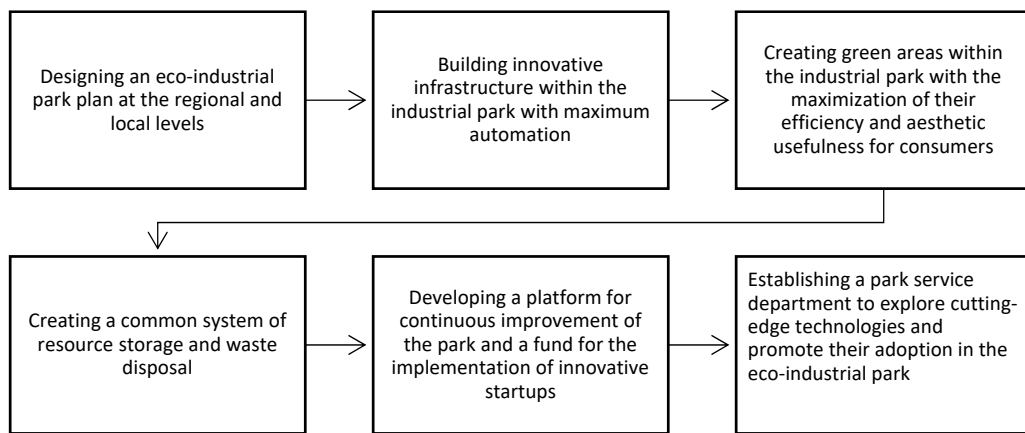 Designing an eco-industrial
park plan at the regional and
local levels
Building innovative
infrastructure within the
industrial park with maximum
automation
Creating green areas within
the industrial park with the
maximization of their
efficiency and aesthetic
usefulness for consumers
Creating a common system of
resource storage and waste
disposal
Developing a platform for
continuous improvement of
the park and a fund for the
implementation of innovative
startups
Establishing a park service
department to explore cutting-
edge technologies and
promote their adoption in the
eco-industrial park